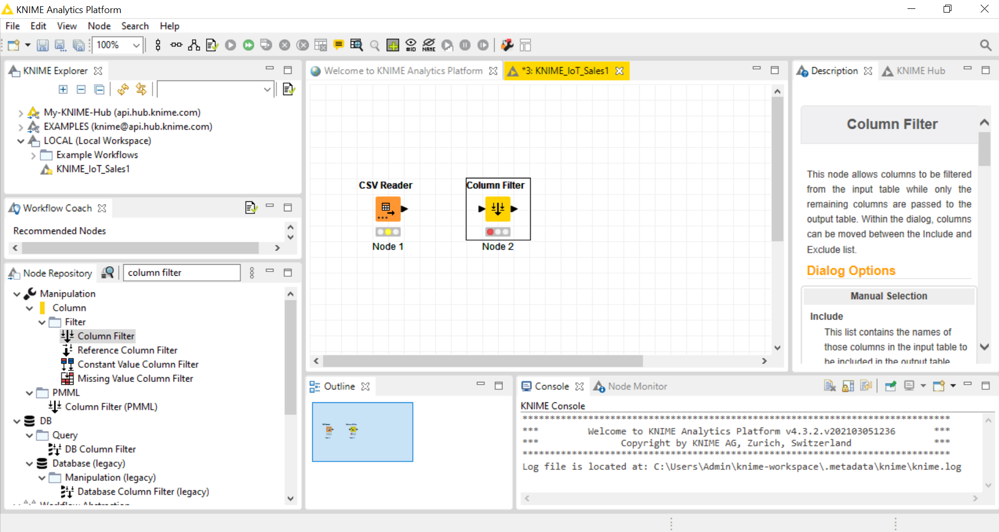 KNIME Analytics Platform
File Edit View Node Search Help
100%
#ID
NAME
KNIME Explorer
My-KNIME-Hub (api.hub.knime.com)
EXAMPLES (knime@api.hub.knime.com)
LOCAL (Local Workspace)
Example Workflows
KNIME_IoT_Sales1
Workflow Coach
Recommended Nodes
Node Repository
column filter
Manipulation
Column
Filter
Column Filter
Reference Column Filter
Constant Value Column Filter
Missing Value Column Filter
PMML
Column Filter (PMML)
DB
Query
DB Column Filter
Database (legacy)
Manipulation (legacy)
Database Column Filter (legacy)
Workflow Abstraction
Welcome to KNIME Analytics Platform
*3: KNIME_IoT_Sales1
CSV Reader
Node 1
Column Filter
Node 2
Description
KNIME Hub
Column Filter
This node allows columns to be filtered
from the input table while only the
remaining columns are passed to the
output table. Within the dialog, columns
can be moved between the Include and
Exclude list.
Dialog Options
Manual Selection
Include
This list contains the names of
those columns in the input table to
be included in the output table
Outline
Console
Node Monitor
KNIME Console
******************************************************************************
*** Welcome to KNIME Analytics Platform v4.3.2.v202103051236 ***
*** Copyright by KNIME AG, Zurich, Switzerland ***
******************************************************************************
Log file is located at: C:\Users\Admin\knime-workspace\.metadata\knime\knime.log